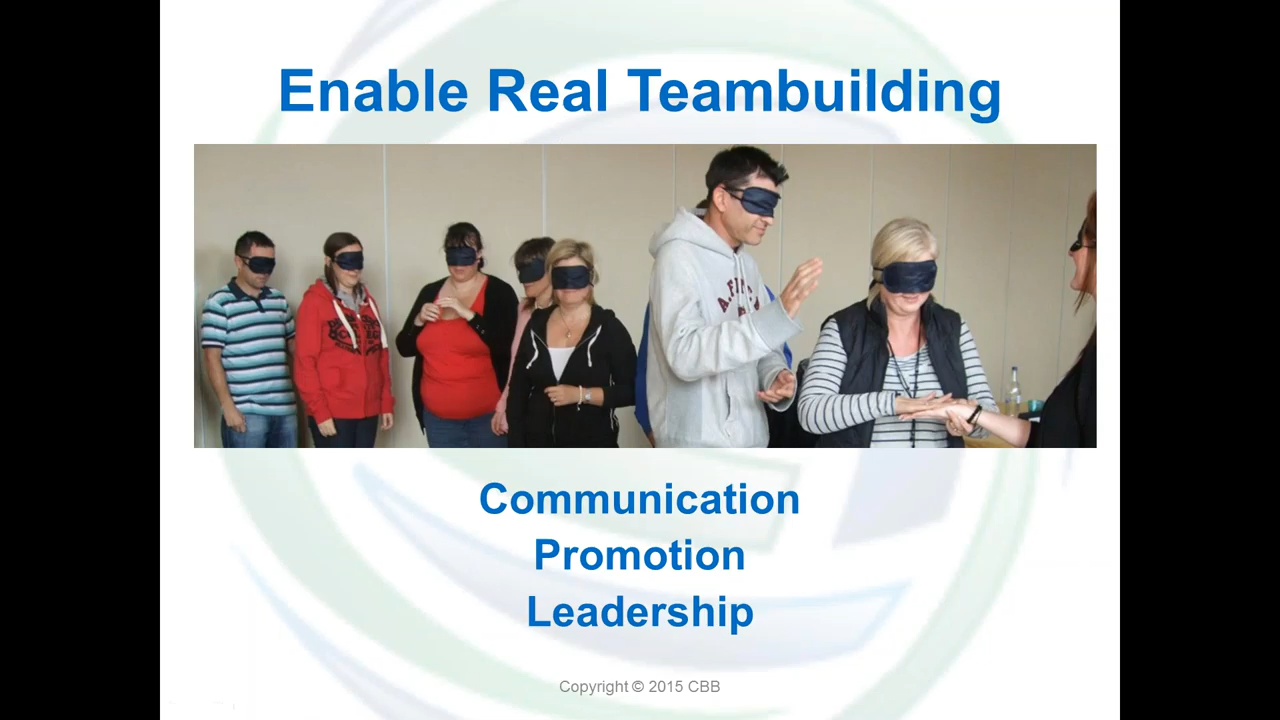 Enable Real Teambuilding
Communication
Promotion
Leadership
Copyright © 2015 CBB